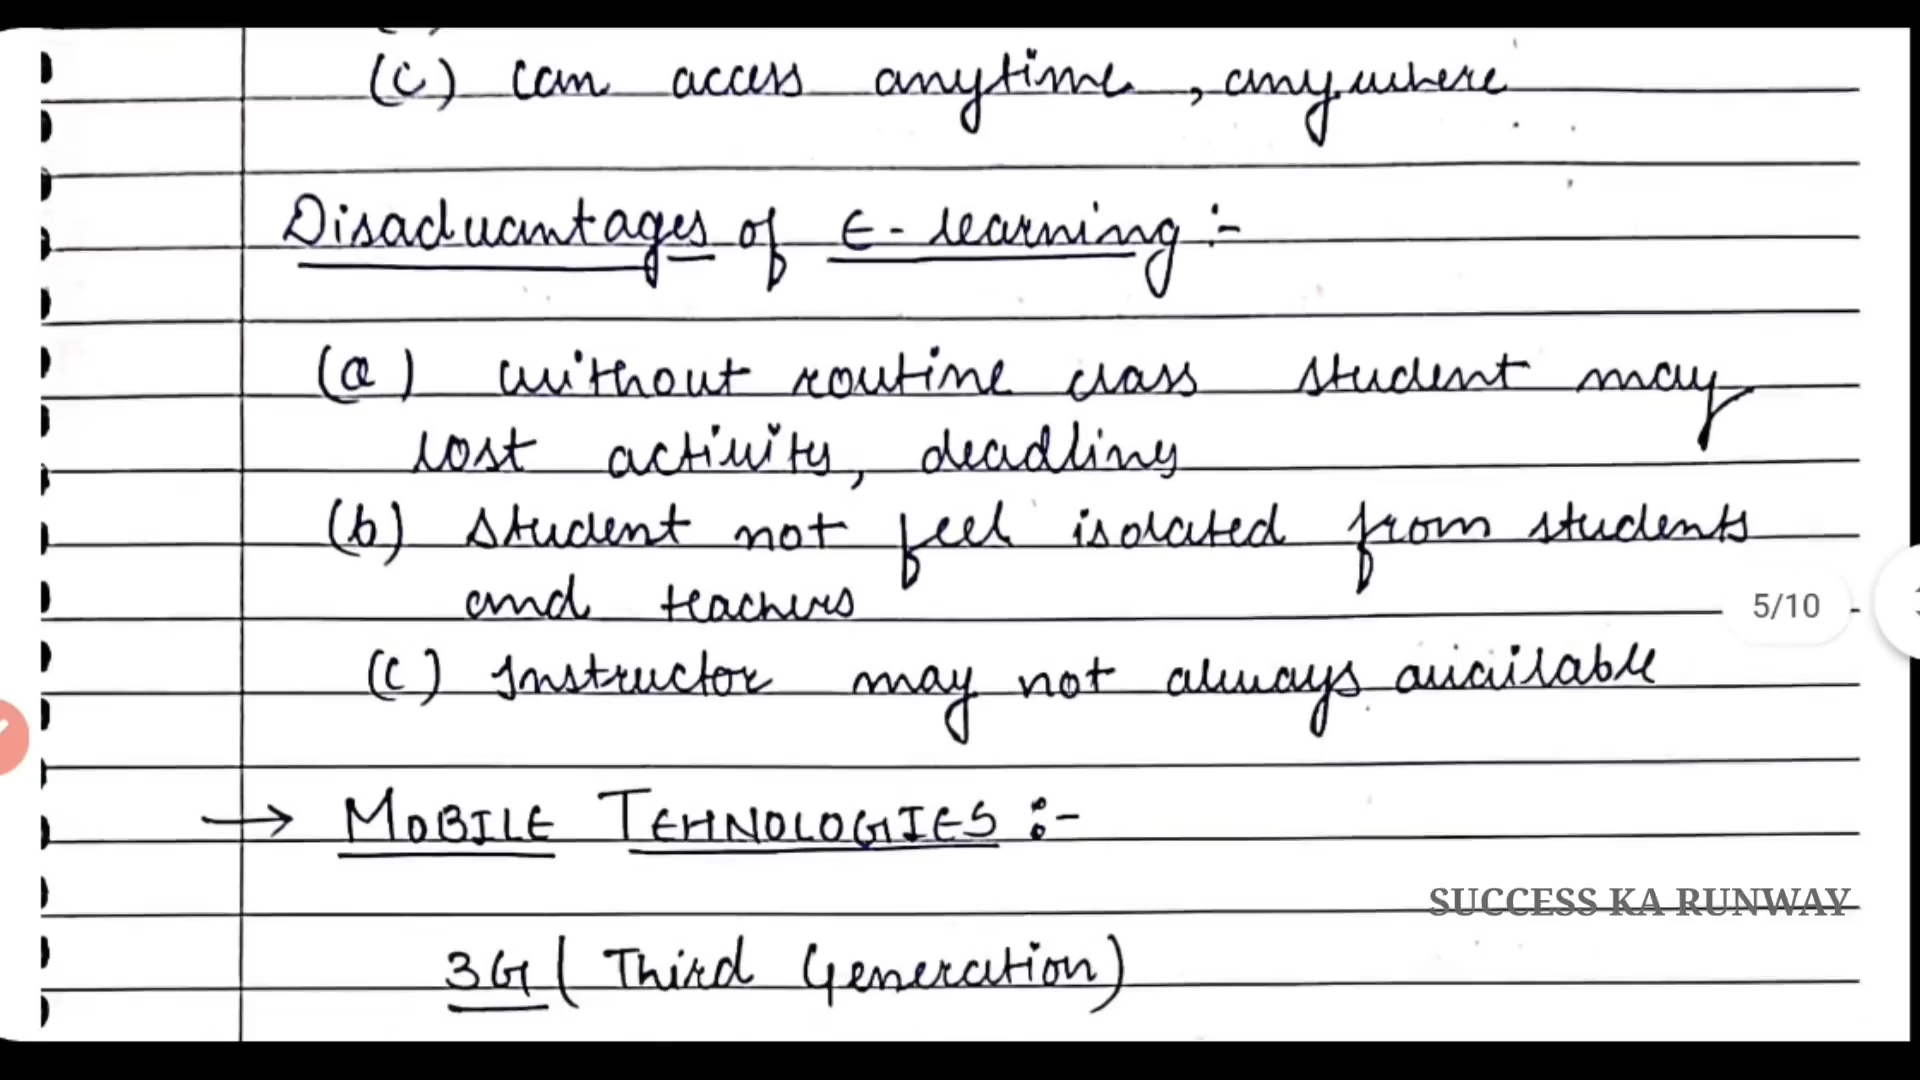 (c) can access anytime, anywhere
Disadvantages of E-learning :-
(a) without routine class student may
lost activity, deadliny
(b) student not feel isolated from students
and teachers
5/10
(c) Instructor may not always available
→ MOBILE TEHNOLOGIES :-
SUCCESS KA RUNWAY
3G (Third Generation)